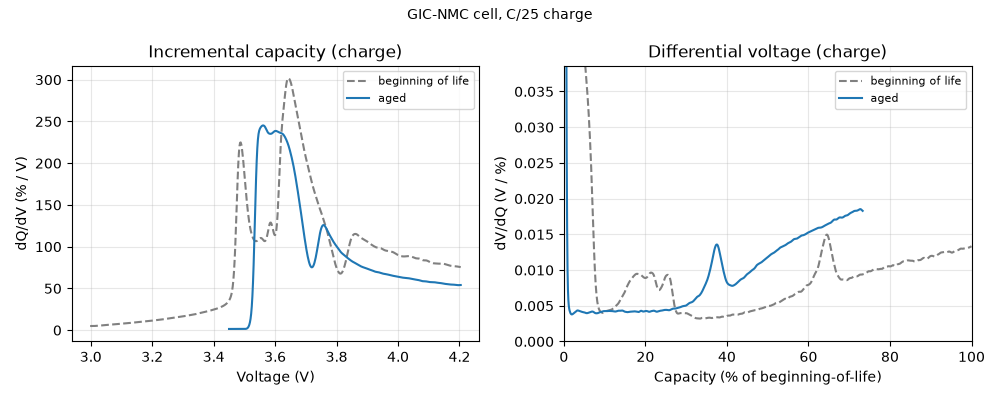 GIC-NMC cell, C/25 charge
Incremental capacity (charge)
dQ/dV (% / V)
300
250
200
150
100
50
0
3.0 3.2 3.4 3.6 3.8 4.0 4.2
Voltage (V)
beginning of life
aged
Differential voltage (charge)
dV/dQ (V / %)
0.035
0.030
0.025
0.020
0.015
0.010
0.005
0.000
0 20 40 60 80 100
Capacity (% of beginning-of-life)
beginning of life
aged